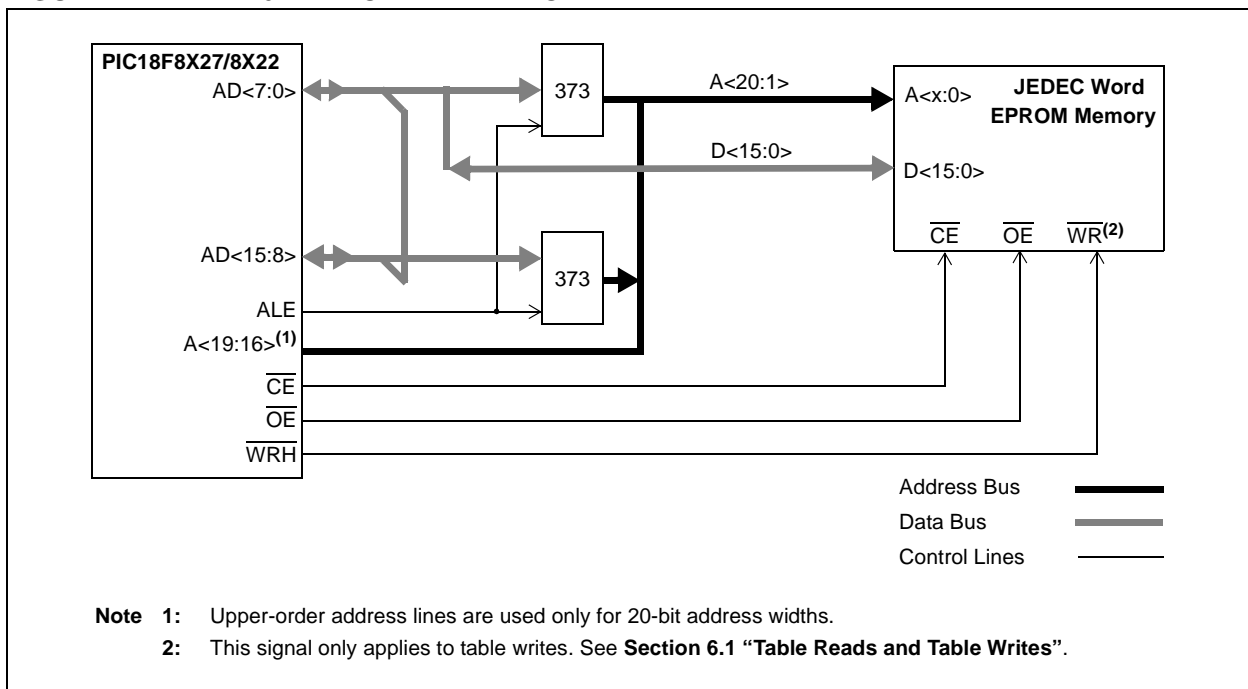 PIC18F8X27/8X22
AD<7:0>
373
A<20:1>
A<x:0>
JEDEC Word
EPROM Memory
D<15:0>
D<15:0>
CE
OE
WR(2)
AD<15:8>
373
ALE
A<19:16>(1)
CE
OE
WRH
Address Bus
Data Bus
Control Lines
Note 1: Upper-order address lines are used only for 20-bit address widths.
2: This signal only applies to table writes. See Section 6.1 “Table Reads and Table Writes”.